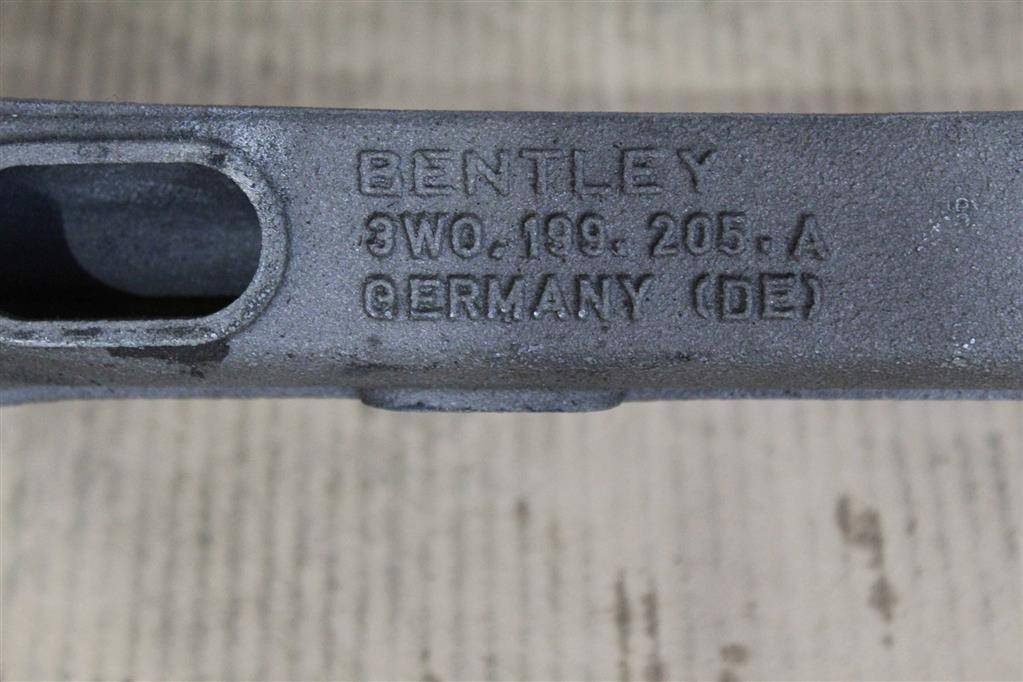 BENTLEY
3W0.199.205.A
GERMANY (DE)